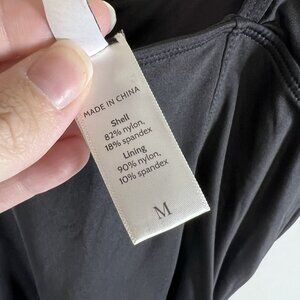 MADE IN CHINA
Shell
82% nylon,
18% spandex
Lining
90% nylon,
10% spandex
M